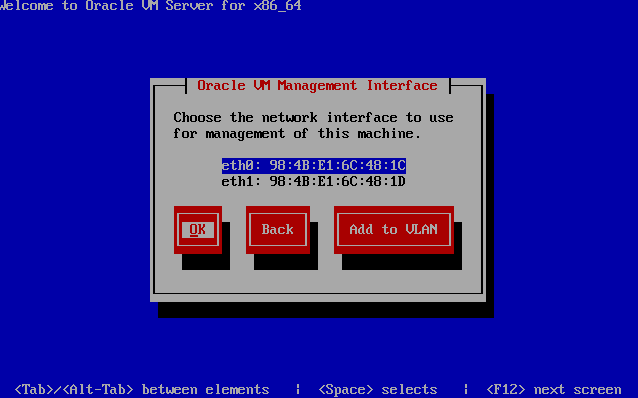 Welcome to Oracle VM Server for x86_64
Oracle VM Management Interface
Choose the network interface to use
for management of this machine.
eth0: 98:4B:E1:6C:48:1C
eth1: 98:4B:E1:6C:48:1D
OK Back Add to VLAN
<Tab>/<Alt-Tab> between elements | <Space> selects | <F12> next screen